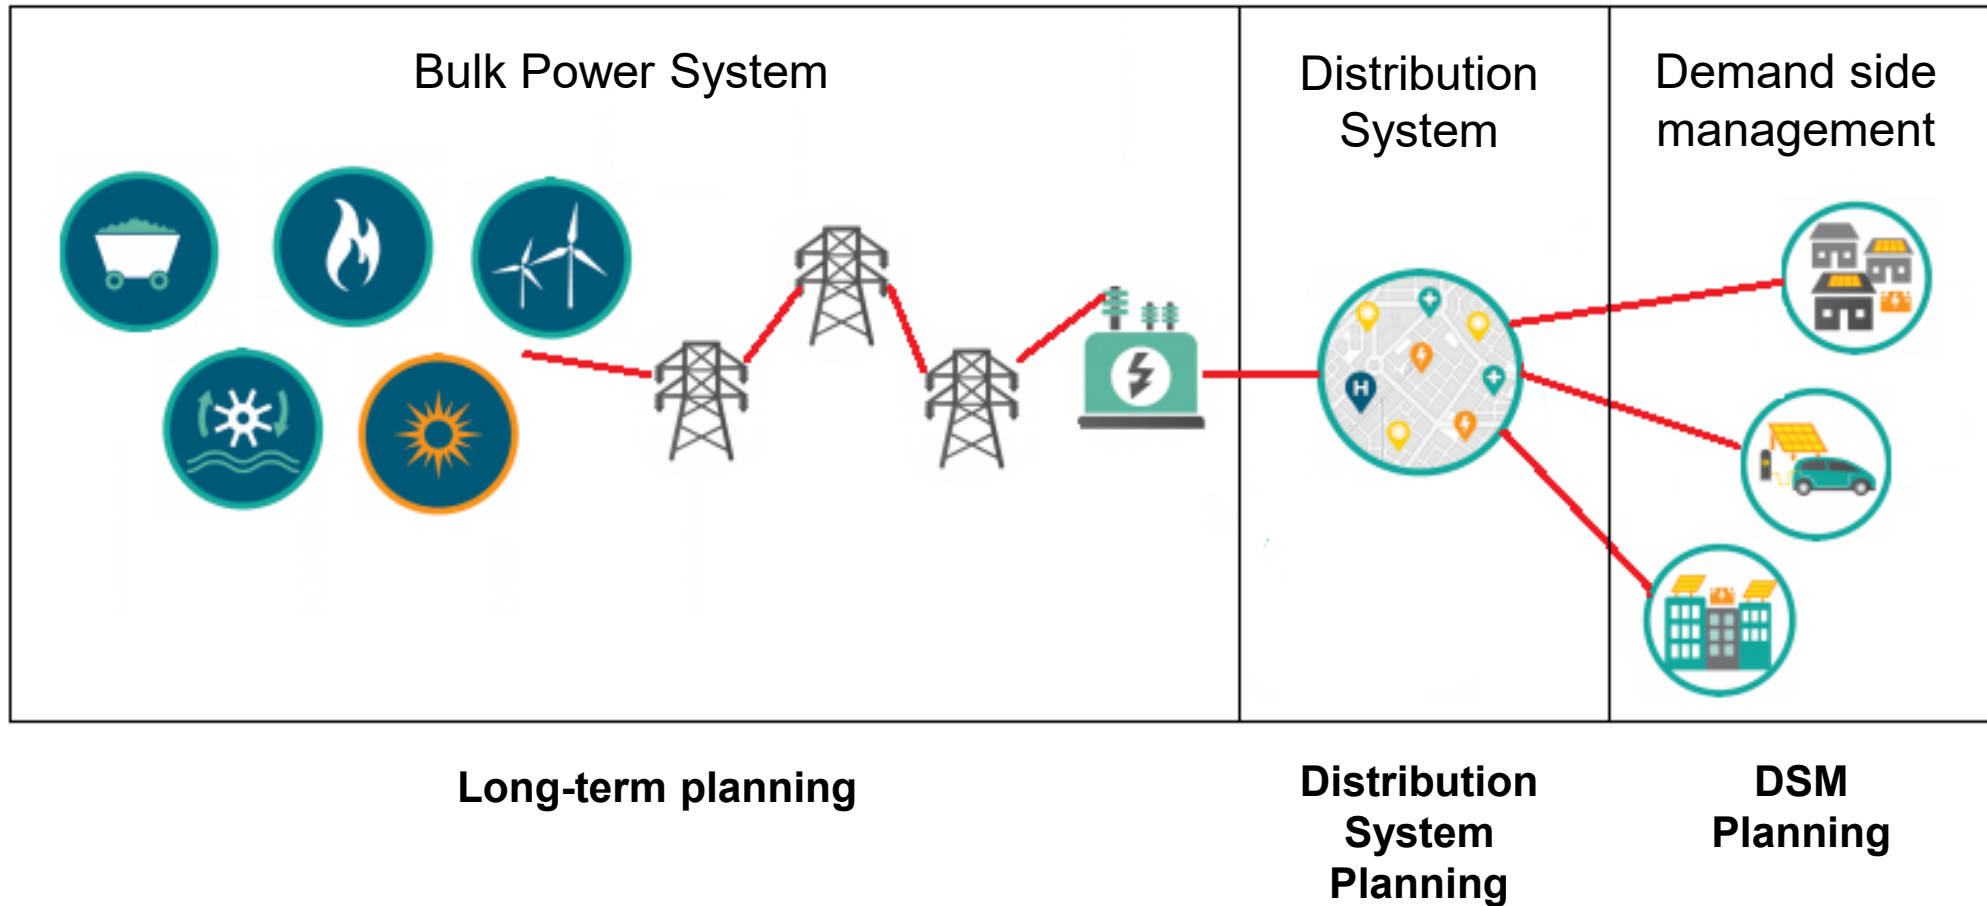 Bulk Power System
Distribution
System
Demand side
management
H
Long-term planning
Distribution
System
Planning
DSM
Planning